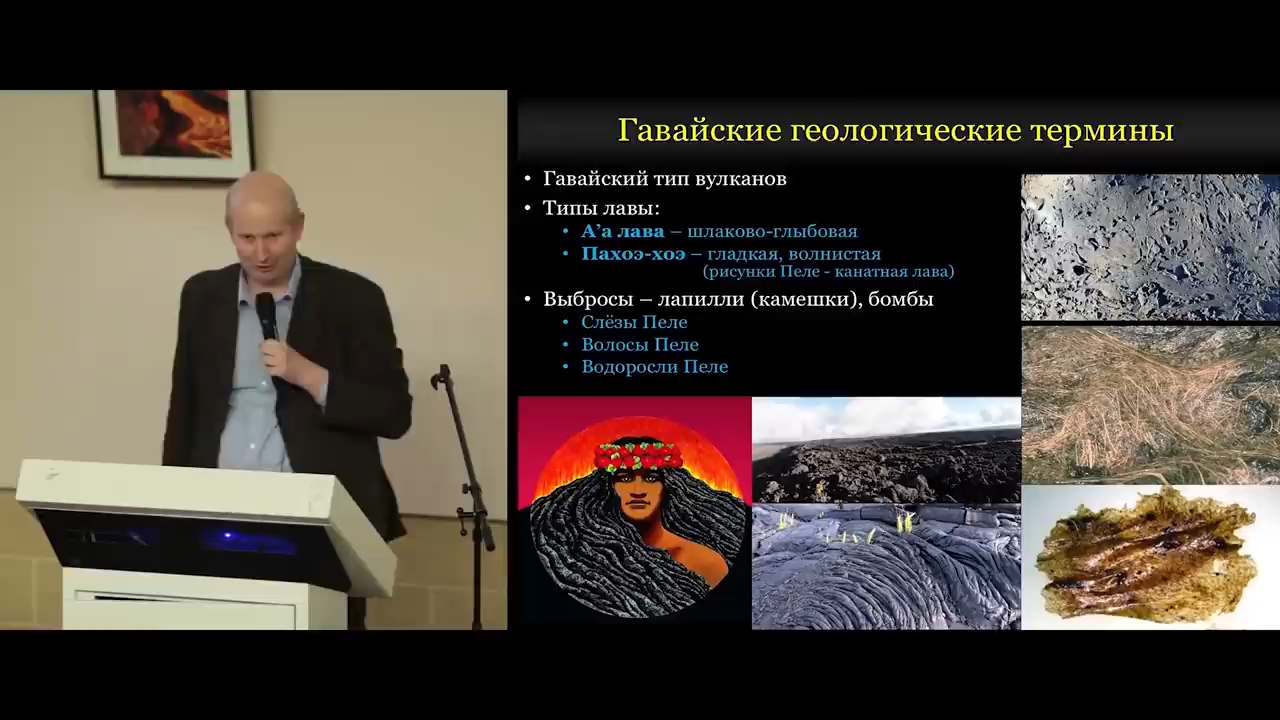 Гавайские геологические термины
• Гавайский тип вулканов
• Типы лавы:
• А’а лава – шлаково-глыбовая
• Пахоэ-хоэ – гладкая, волнистая
(рисунки Пеле - канатная лава)
• Выбросы – лапилли (камешки), бомбы
• Слёзы Пеле
• Волосы Пеле
• Водоросли Пеле